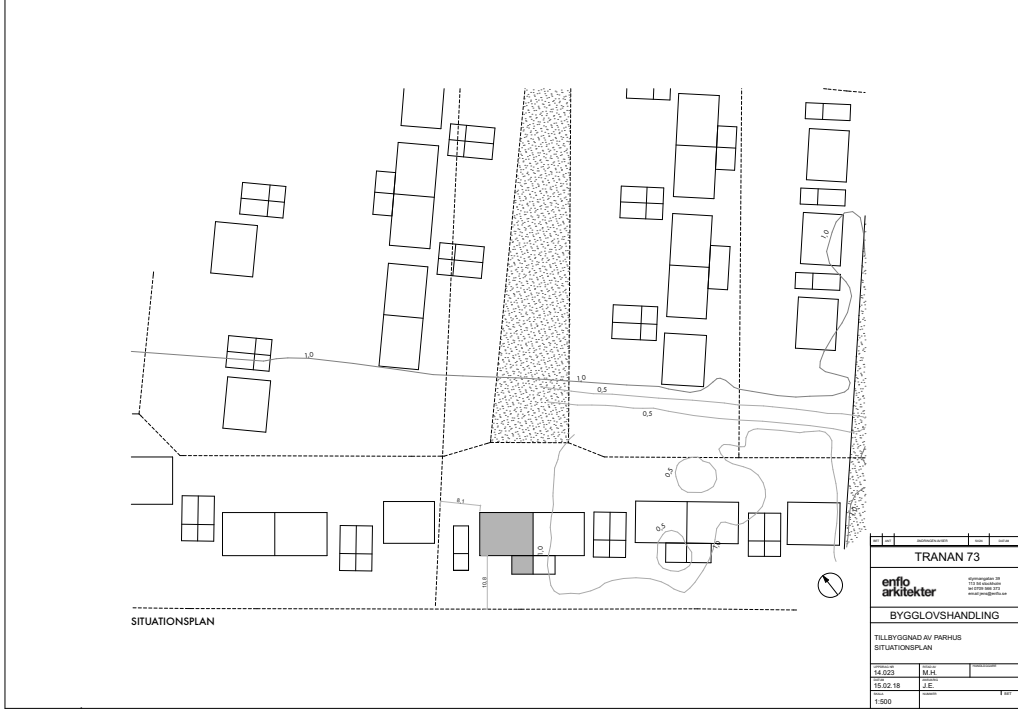 1,0
1,0
1,0
0,5
0,5
0,5
0,5
8,1
1,0
1,0
10,8
SITUATIONSPLAN
TRANAN 73
enflo
arkitekter
BYGGLOVSHANDLING
TILLBYGGNAD AV PARHUS
SITUATIONSPLAN
14.023
M.H.
15.02.18
J.E.
1:500